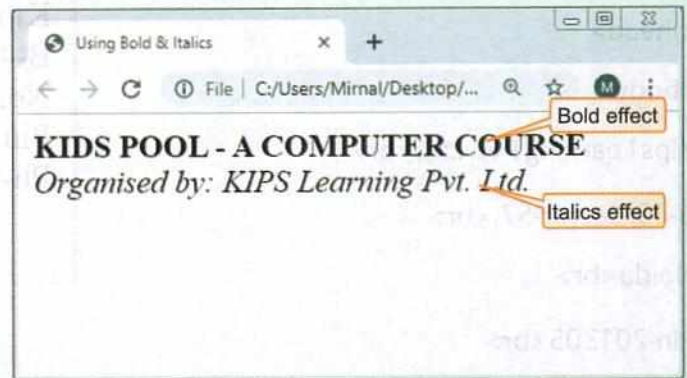 Using Bold & Italics
File | C:/Users/Mirnal/Desktop/...
M
Bold effect
KIDS POOL - A COMPUTER COURSE
Organised by: KIPS Learning Pvt. Ltd.
Italics effect